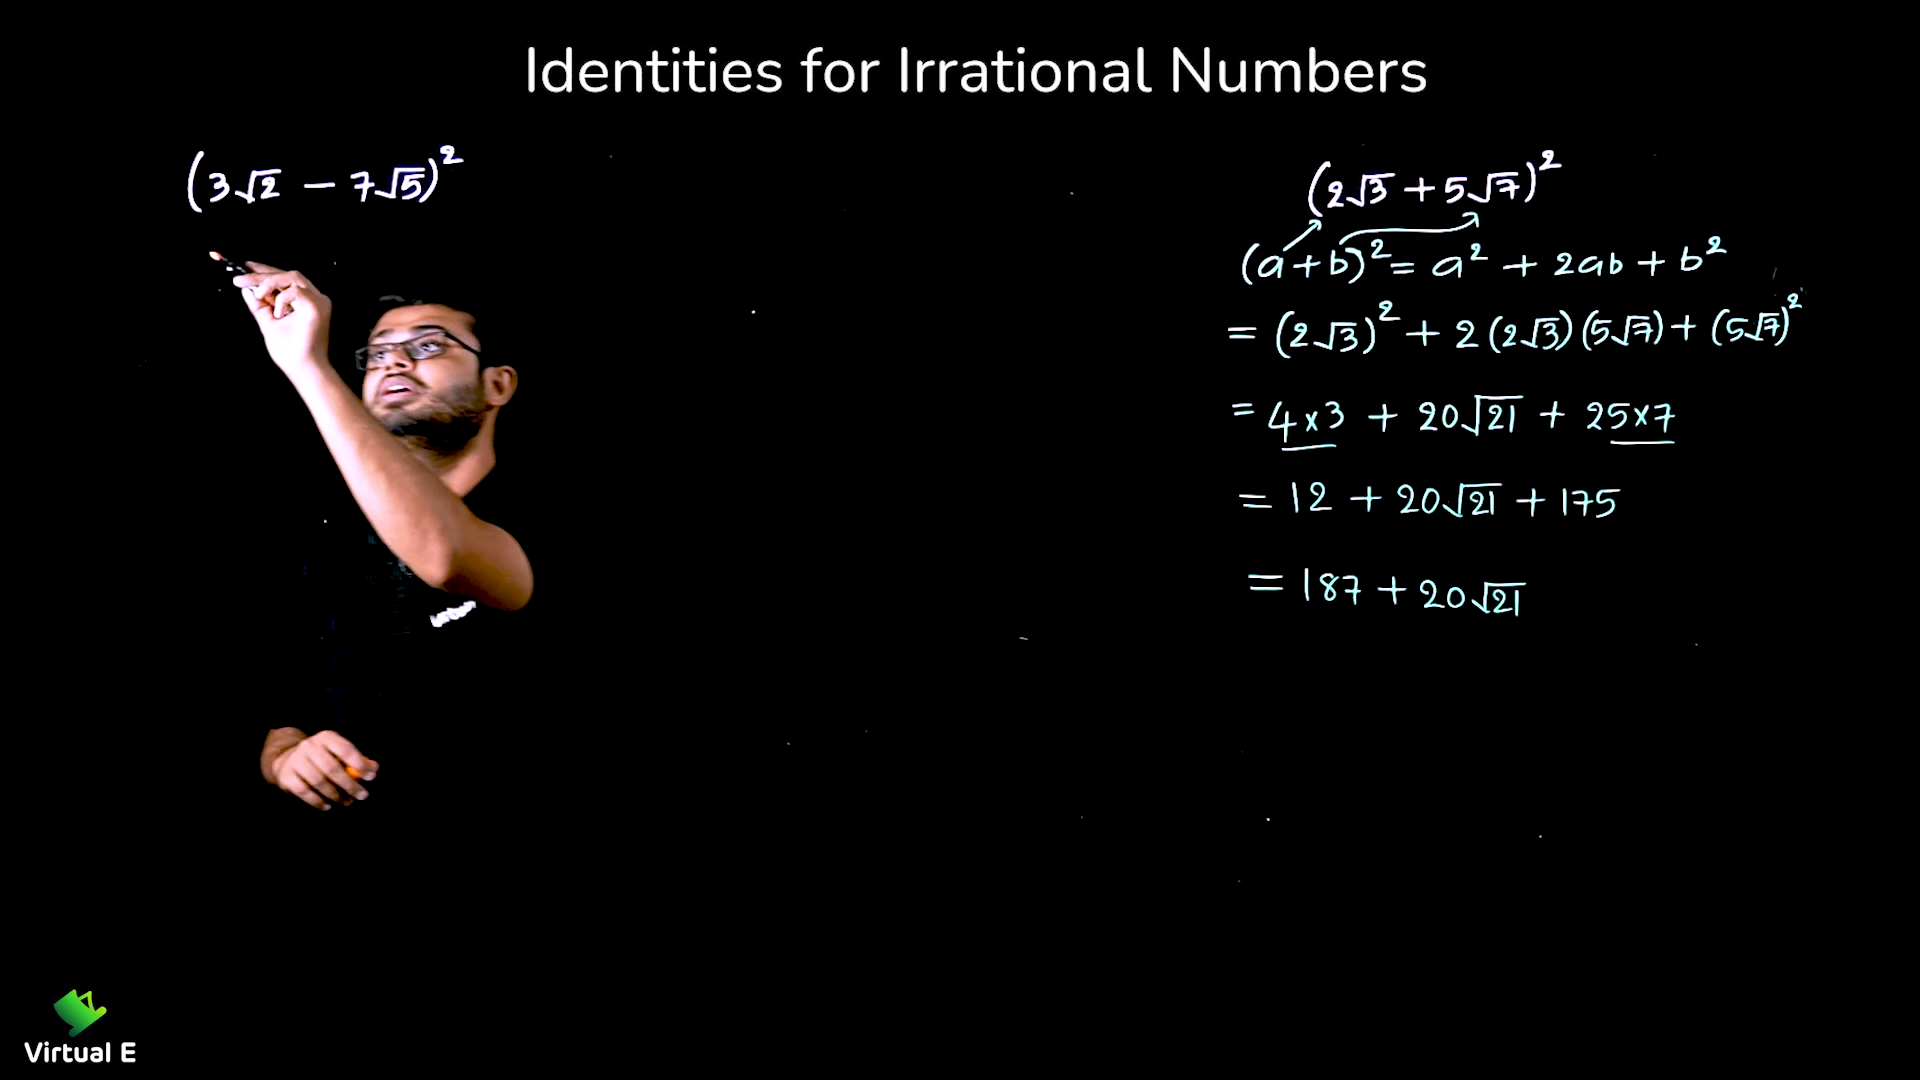 Identities for Irrational Numbers
(3√2 − 7√5)²
(2√3 + 5√7)²
(a + b)² = a² + 2ab + b²
= (2√3)² + 2(2√3)(5√7) + (5√7)²
= 4×3 + 20√21 + 25×7
= 12 + 20√21 + 175
= 187 + 20√21
Virtual E